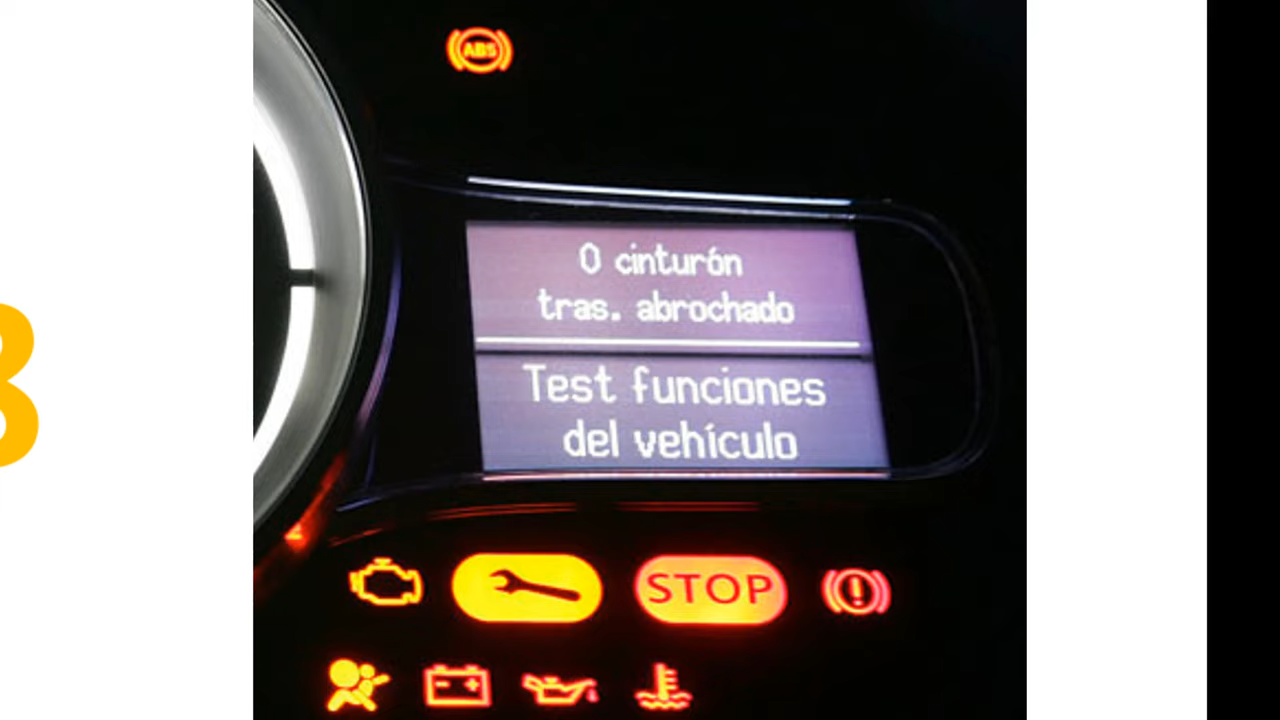 ABS
0 cinturón
tras. abrochado
Test funciones
del vehículo
STOP